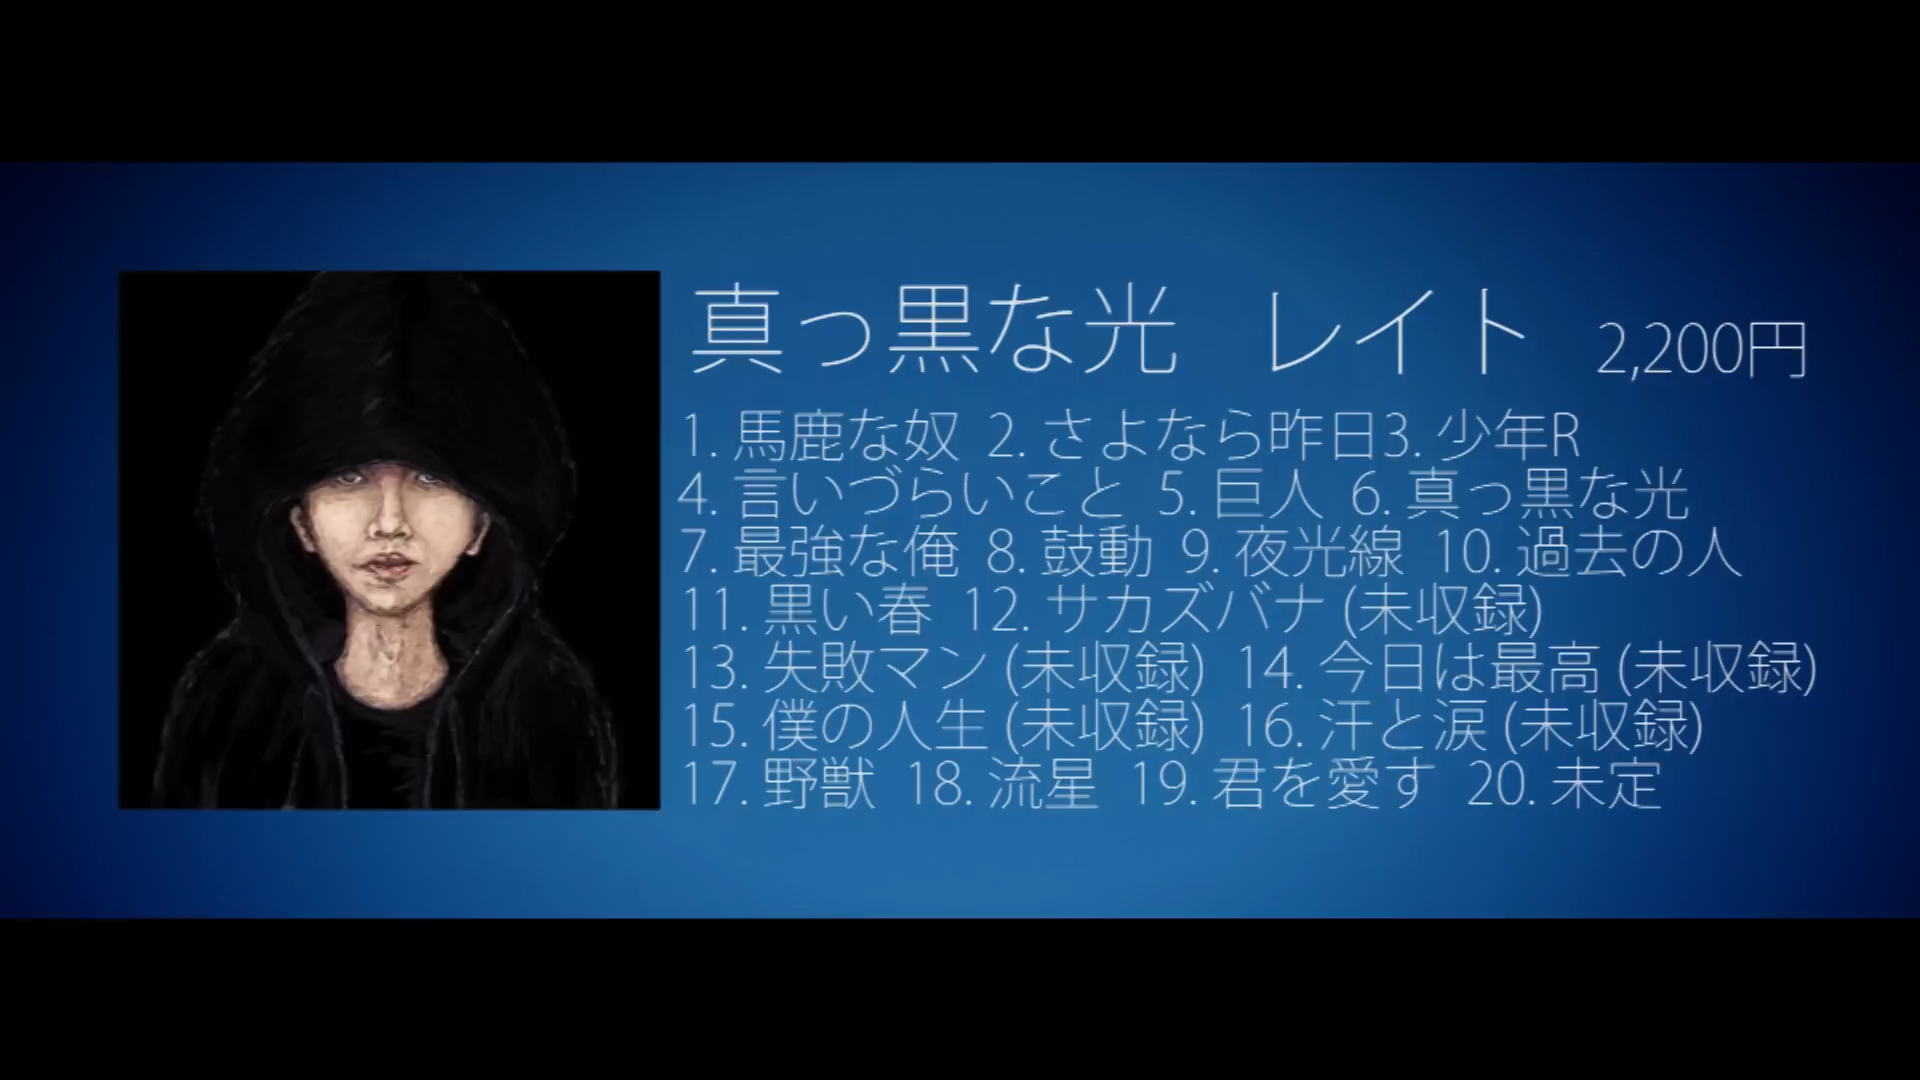 真っ黒な光 レイト 2,200円
1. 馬鹿な奴 2. さよなら昨日3. 少年R
4. 言いづらいこと 5. 巨人 6. 真っ黒な光
7. 最強な俺 8. 鼓動 9. 夜光線 10. 過去の人
11. 黒い春 12. サカズバナ (未収録)
13. 失敗マン (未収録) 14. 今日は最高 (未収録)
15. 僕の人生 (未収録) 16. 汗と涙 (未収録)
17. 野獣 18. 流星 19. 君を愛す 20. 未定